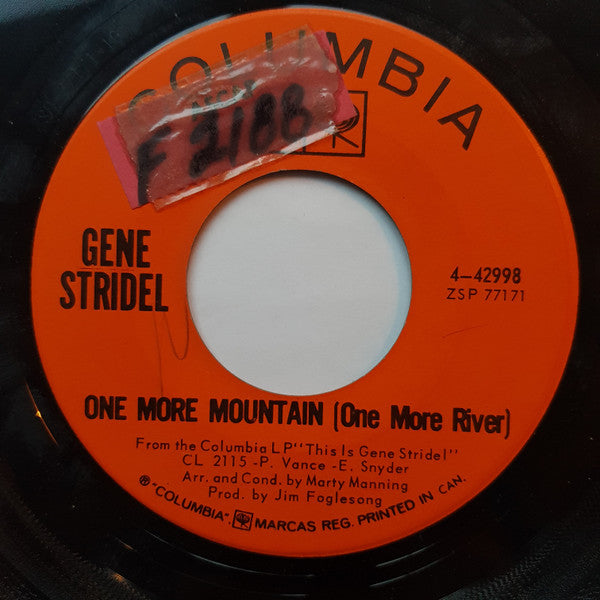 COLUMBIA
F2188
GENE
STRIDEL
4-42998
ZSP 77171
ONE MORE MOUNTAIN (One More River)
From the Columbia LP "This Is Gene Stridel"
CL 2115 -P. Vance -E. Snyder
Arr. and Cond. by Marty Manning
Prod. by Jim Foglesong
® "COLUMBIA", MARCAS REG. PRINTED IN CAN.